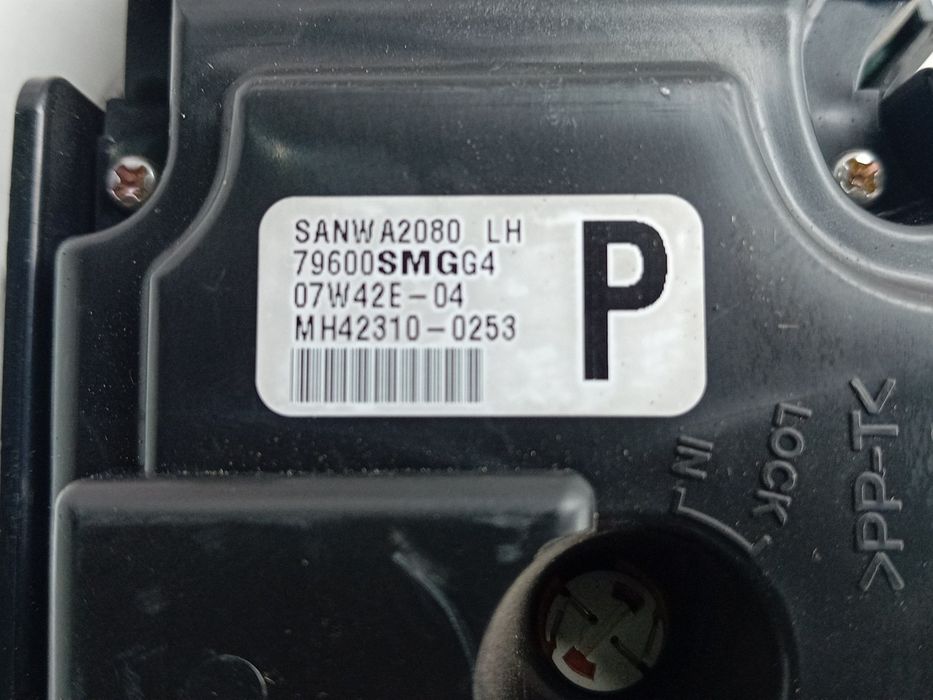 SANWA2080 LH
79600SMGG4
07W42E-04
MH42310-0253
P
IN
LOCK
>PP-T<